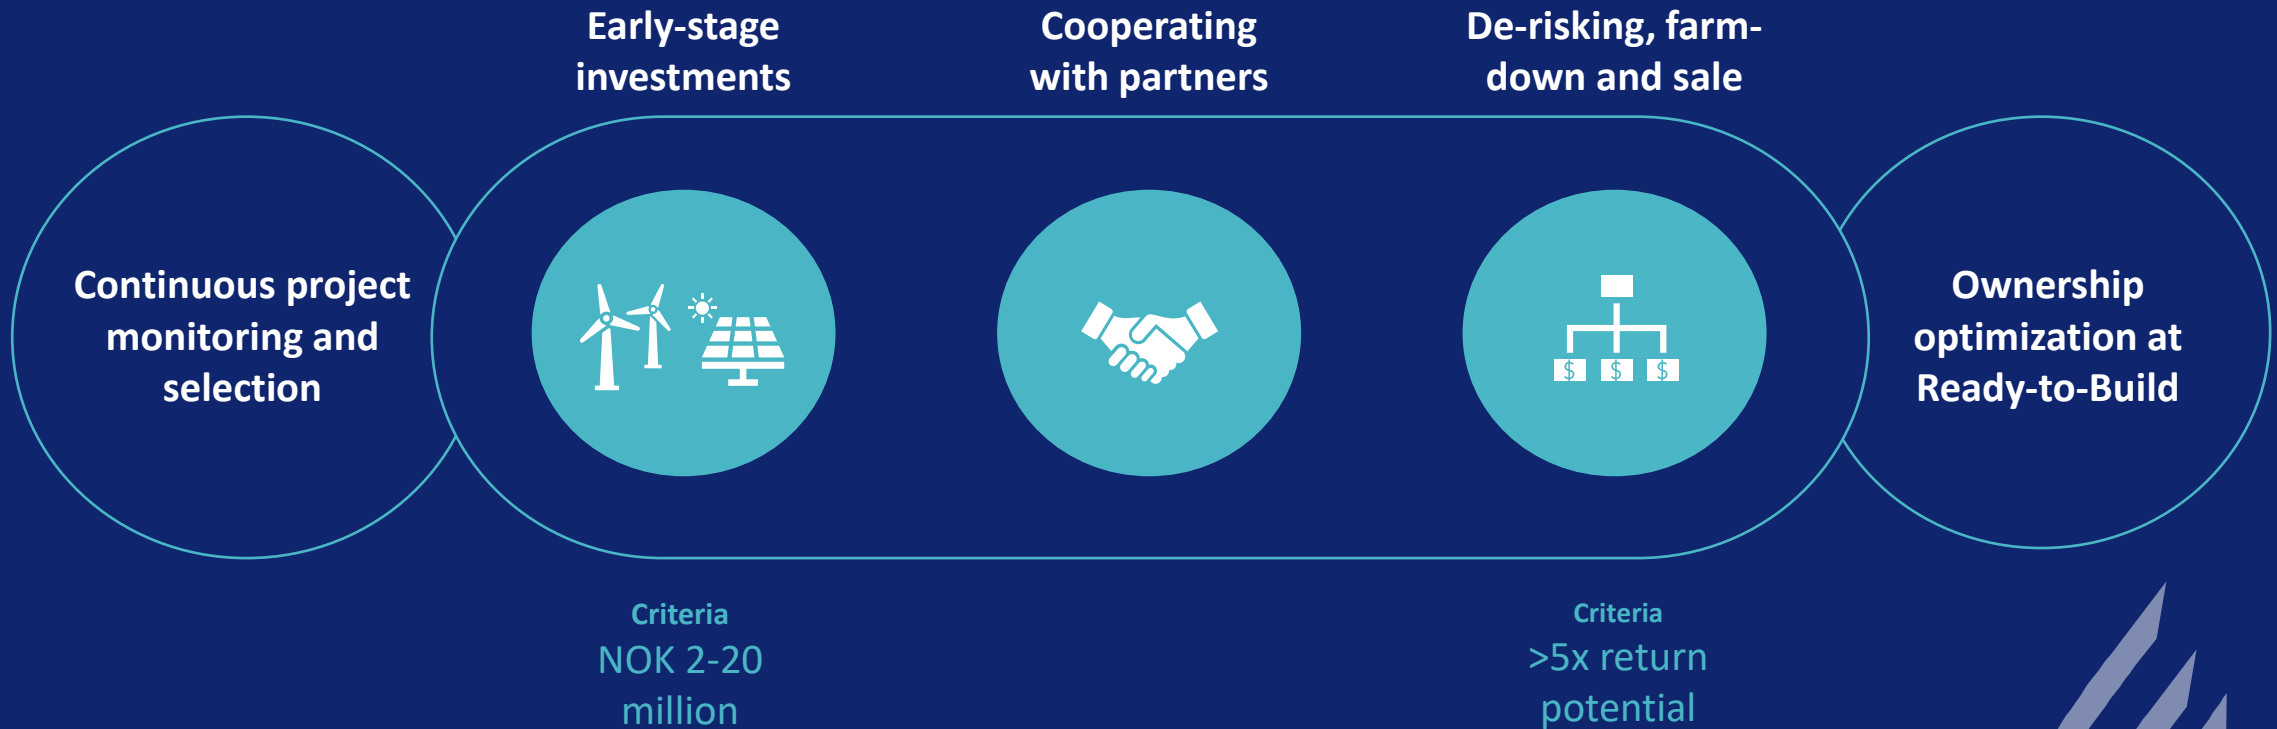 Early-stage
investments
Cooperating
with partners
De-risking, farm-
down and sale
Continuous project
monitoring and
selection
$ $ $
Ownership
optimization at
Ready-to-Build
Criteria
NOK 2-20
million
Criteria
>5x return
potential